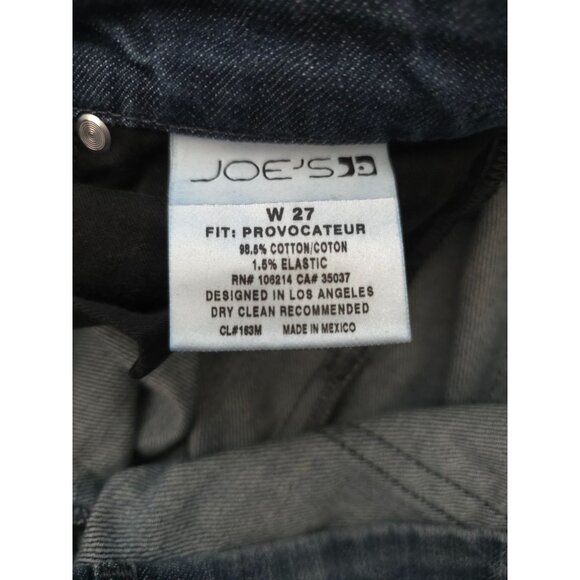 JOE'S
W 27
FIT: PROVOCATEUR
98.5% COTTON/COTON
1.5% ELASTIC
RN# 106214 CA# 35037
DESIGNED IN LOS ANGELES
DRY CLEAN RECOMMENDED
CL#163M MADE IN MEXICO